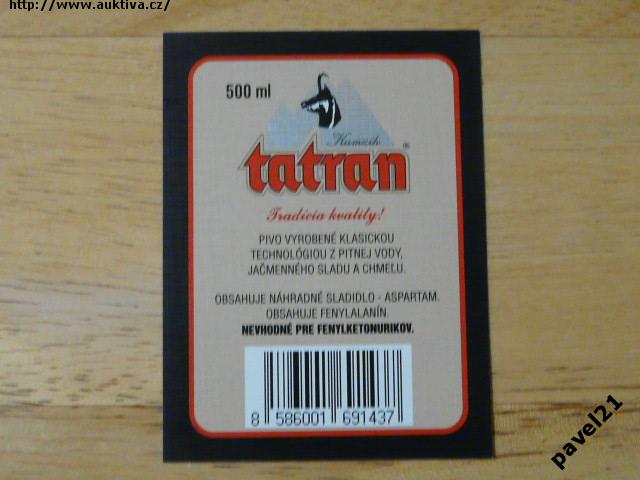 http://www.auktiva.cz/
500 ml
Kamzík
tatran®
Tradícia kvality!
PIVO VYROBENÉ KLASICKOU
TECHNOLÓGIOU Z PITNEJ VODY,
JAČMENNÉHO SLADU A CHMEĽU.
OBSAHUJE NÁHRADNÉ SLADIDLO - ASPARTAM.
OBSAHUJE FENYLALANÍN.
NEVHODNÉ PRE FENYLKETONURIKOV.
8 586001 691437
pavel21